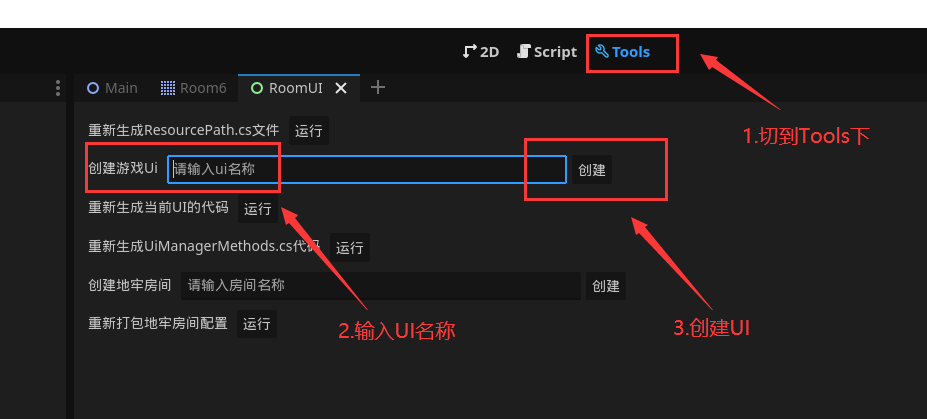 2D Script Tools
Main Room6 RoomUI
1.切到Tools下
重新生成ResourcePath.cs文件 运行
创建游戏Ui 请输入ui名称 创建
重新生成当前UI的代码 运行
重新生成UiManagerMethods.cs代码 运行
创建地牢房间 请输入房间名称 创建
重新打包地牢房间配置 运行
2.输入UI名称
3.创建UI